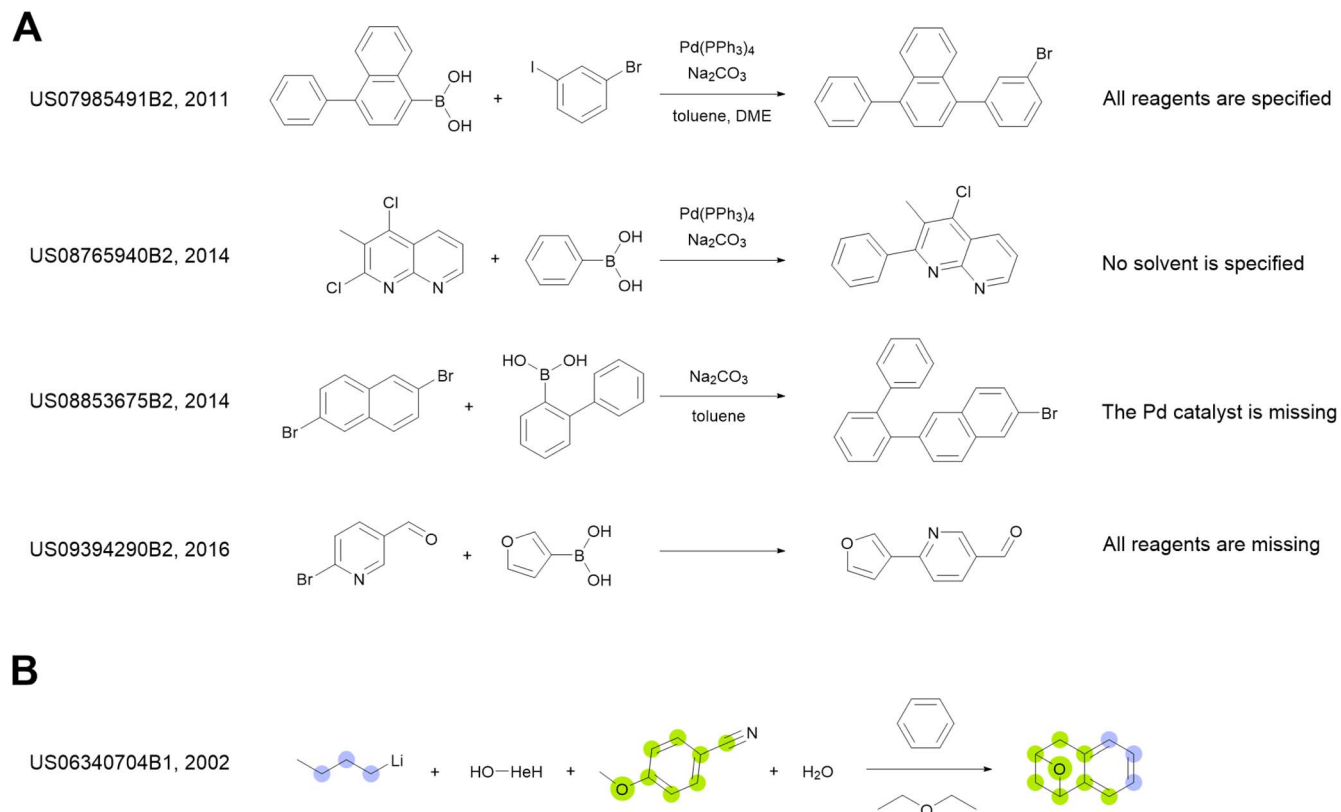 A
US07985491B2, 2011
OH
B
OH
+
I
Br
Pd(PPh3)4
Na2CO3
toluene, DME
Br
All reagents are specified
US08765940B2, 2014
Cl
Cl
N
N
+
OH
B
OH
Pd(PPh3)4
Na2CO3
Cl
N
N
No solvent is specified
US08853675B2, 2014
Br
Br
+
HO
OH
B
Na2CO3
toluene
Br
The Pd catalyst is missing
US09394290B2, 2016
O
Br
N
+
O
OH
B
OH
O
N
O
All reagents are missing
B
US06340704B1, 2002
Li
+
HO-HeH
+
N
O
+
H2O
O
O